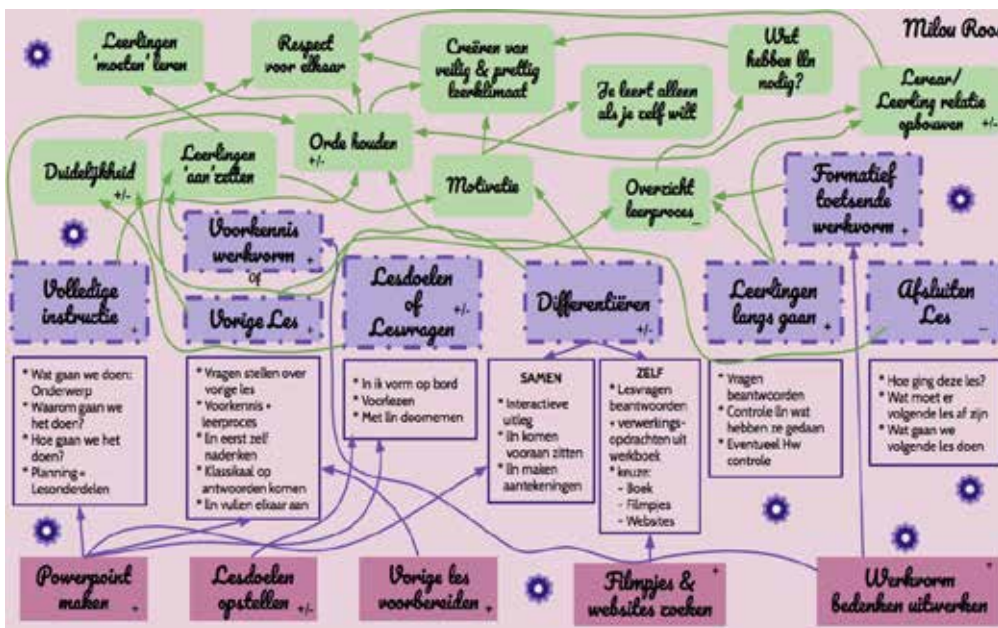 Milou Roos
Leerlingen
'moeten' leren
Respect
voor elkaar
Creëren van
veilig & prettig
leerklimaat
Wat
hebben lln
nodig?
Je leert alleen
als je zelf wilt
Lerear/
Leerling relatie
opbouwen +/-
Duidelijkheid
+/-
Leerlingen
'aan'zetten
Orde houden
+/-
Motivatie
Overzicht
leerproces
–
Formatief
toetsende
werkvorm +
Voorkennis
werkvorm +
of
Volledige
instructie +
Vorige Les +
Lesdoelen
of +/-
Lesvragen
Differentiëren
+/-
Leerlingen
langs gaan +
Afsluiten
Les –
* Wat gaan we doen:
Onderwerp
* Waarom gaan we
het doen?
* Hoe gaan we het
doen?
* Planning =
Lesonderdelen
* Vragen stellen over
vorige les
* Voorkennis +
leerproces
* lln eerst zelf
nadenken
* Klassikaal op
antwoorden komen
* lln vullen elkaar aan
* In ik vorm op bord
* Voorlezen
* Met lln doornemen
SAMEN
* Interactieve
uitleg
* lln komen
vooraan zitten
* lln maken
aantekeningen
ZELF
* Lesvragen
beantwoorden
+ verwerkings-
opdrachten uit
werkboek
* keuze:
- Boek
- Filmpjes
- Websites
* Vragen
beantwoorden
* Controle lln wat
hebben ze gedaan
* Eventueel Hw
controle
* Hoe ging deze les?
* Wat moet er
volgende les af zijn
* Wat gaan we
volgende les doen
Powerpoint
maken +
Lesdoelen
opstellen +/-
Vorige les
voorbereiden +
Filmpjes & +
websites zoeken
Werkvorm +
bedenken uitwerken